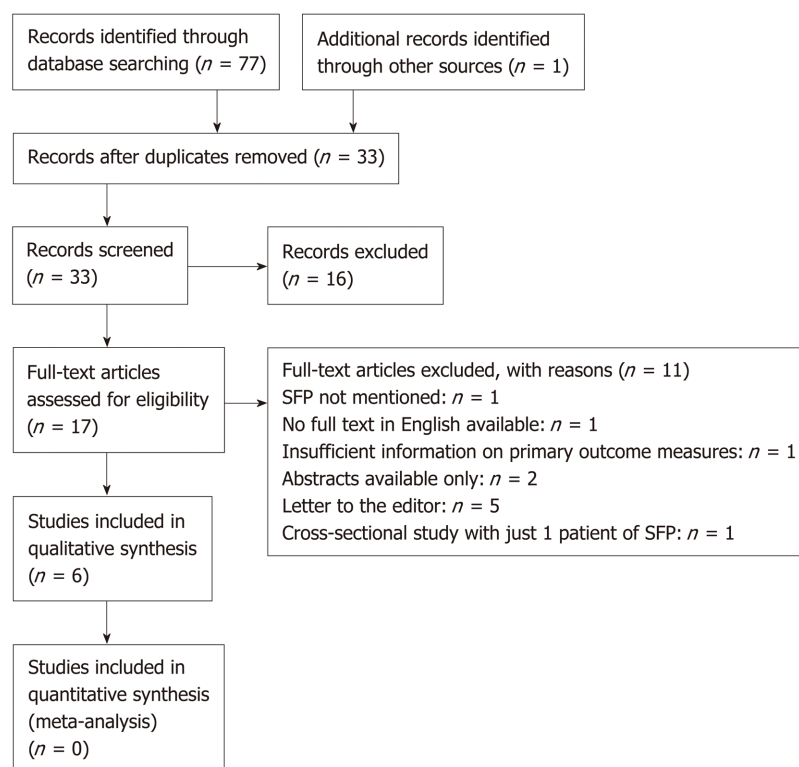 Records identified through
database searching (n = 77)
Additional records identified
through other sources (n = 1)
Records after duplicates removed (n = 33)
Records screened
(n = 33)
Records excluded
(n = 16)
Full-text articles
assessed for eligibility
(n = 17)
Full-text articles excluded, with reasons (n = 11)
SFP not mentioned: n = 1
No full text in English available: n = 1
Insufficient information on primary outcome measures: n = 1
Abstracts available only: n = 2
Letter to the editor: n = 5
Cross-sectional study with just 1 patient of SFP: n = 1
Studies included in
qualitative synthesis
(n = 6)
Studies included in
quantitative synthesis
(meta-analysis)
(n = 0)